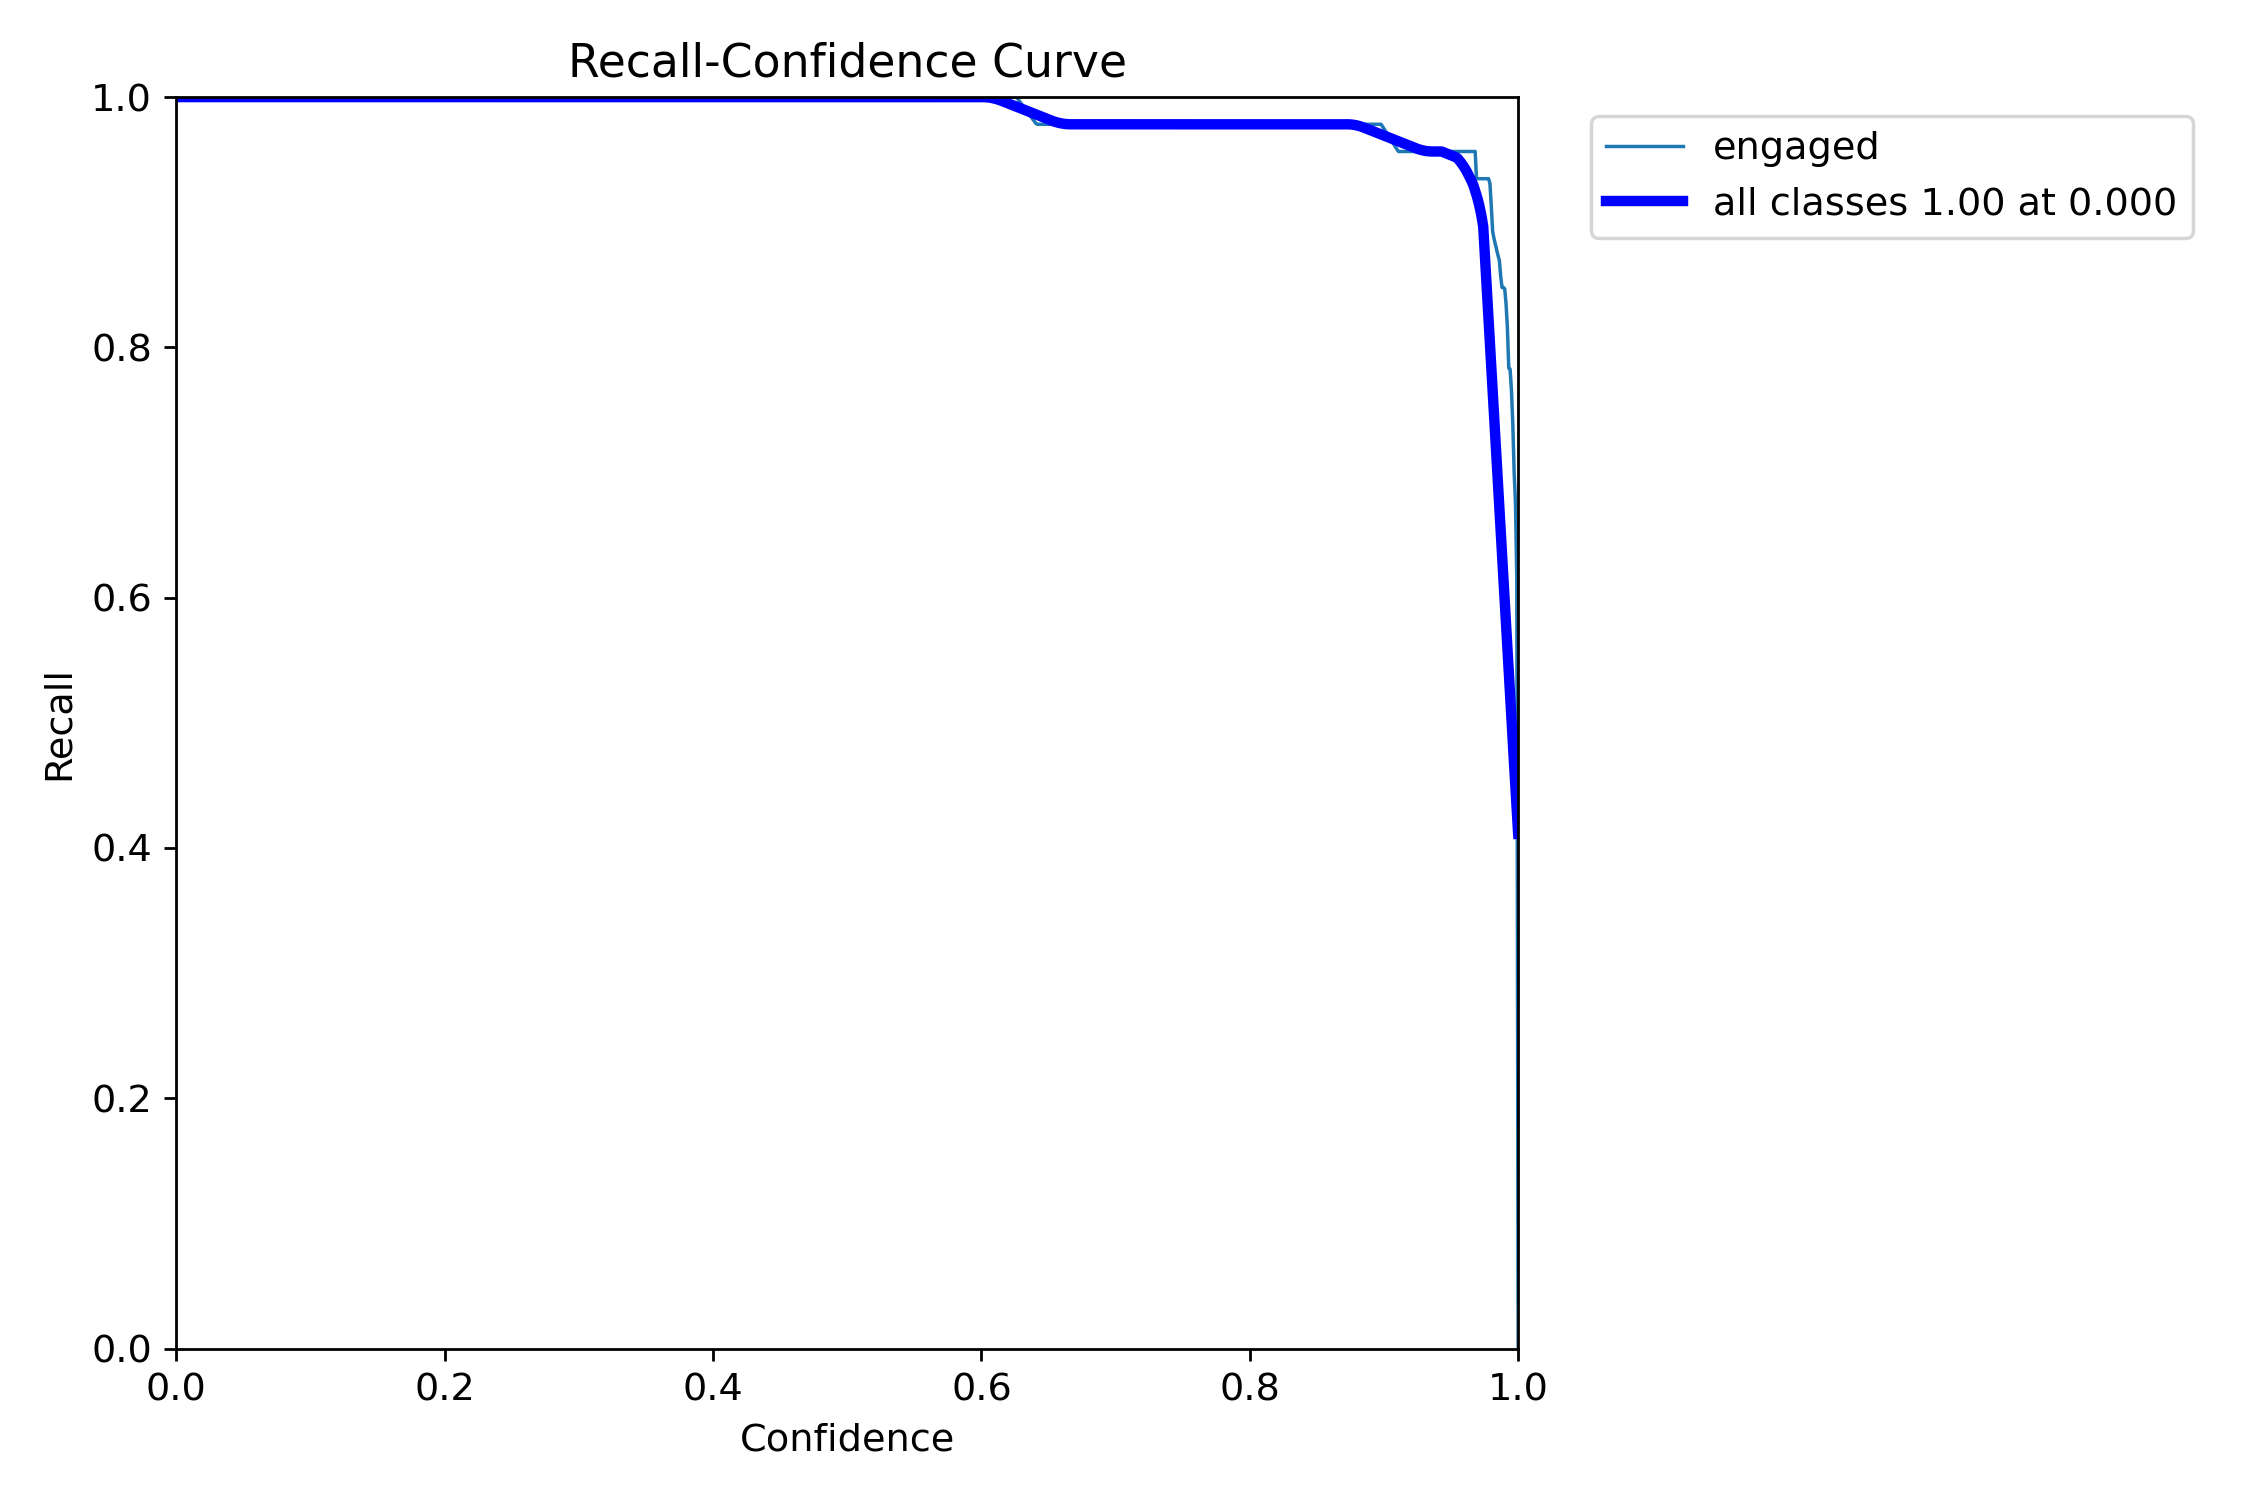 Recall-Confidence Curve
1.0
0.8
0.6
0.4
0.2
0.0
Recall
0.0 0.2 0.4 0.6 0.8 1.0
Confidence
engaged
all classes 1.00 at 0.000